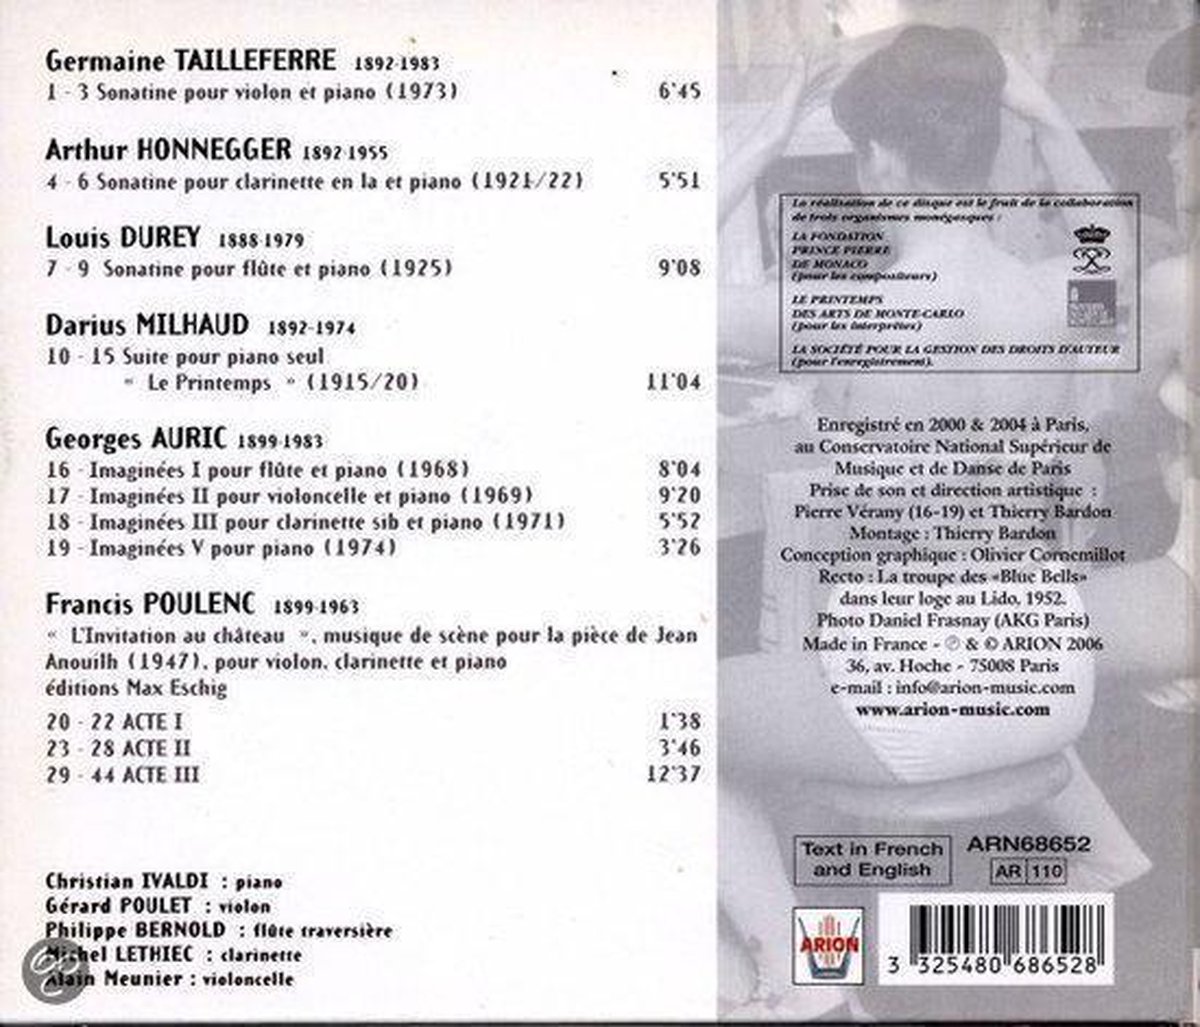 Germaine TAILLEFERRE 1892-1983
1 - 3 Sonatine pour violon et piano (1973) 6'45
Arthur HONNEGGER 1892-1955
4 - 6 Sonatine pour clarinette en la et piano (1921/22) 5'51
Louis DUREY 1888-1979
7 - 9 Sonatine pour flûte et piano (1925) 9'08
Darius MILHAUD 1892-1974
10 - 15 Suite pour piano seul
« Le Printemps » (1915/20) 11'04
Georges AURIC 1899-1983
16 - Imaginées I pour flûte et piano (1968) 8'04
17 - Imaginées II pour violoncelle et piano (1969) 9'20
18 - Imaginées III pour clarinette sib et piano (1971) 5'52
19 - Imaginées V pour piano (1974) 3'26
Francis POULENC 1899-1963
« L'Invitation au château », musique de scène pour la pièce de Jean
Anouilh (1947), pour violon, clarinette et piano
éditions Max Eschig
20 - 22 ACTE I 1'38
23 - 28 ACTE II 3'46
29 - 44 ACTE III 12'37
Christian IVALDI : piano
Gérard POULET : violon
Philippe BERNOLD : flûte traversière
Michel LETHIEC : clarinette
Alain Meunier : violoncelle
La réalisation de ce disque est le fruit de la collaboration
de trois organismes monégasques :
LA FONDATION
PRINCE PIERRE
DE MONACO
(pour les compositeurs)
LE PRINTEMPS
DES ARTS DE MONTE-CARLO
(pour les interprètes)
LA SOCIÉTÉ POUR LA GESTION DES DROITS D'AUTEUR
(pour l'enregistrement).
Enregistré en 2000 & 2004 à Paris,
au Conservatoire National Supérieur de
Musique et de Danse de Paris
Prise de son et direction artistique :
Pierre Vérany (16-19) et Thierry Bardon
Montage : Thierry Bardon
Conception graphique : Olivier Cornemillot
Recto : La troupe des «Blue Bells»
dans leur loge au Lido, 1952.
Photo Daniel Frasnay (AKG Paris)
Made in France - ℗ & © ARION 2006
36, av. Hoche - 75008 Paris
e-mail : info@arion-music.com
www.arion-music.com
Text in French
and English
ARN68652
AR 110
ARION
3 325480 686528